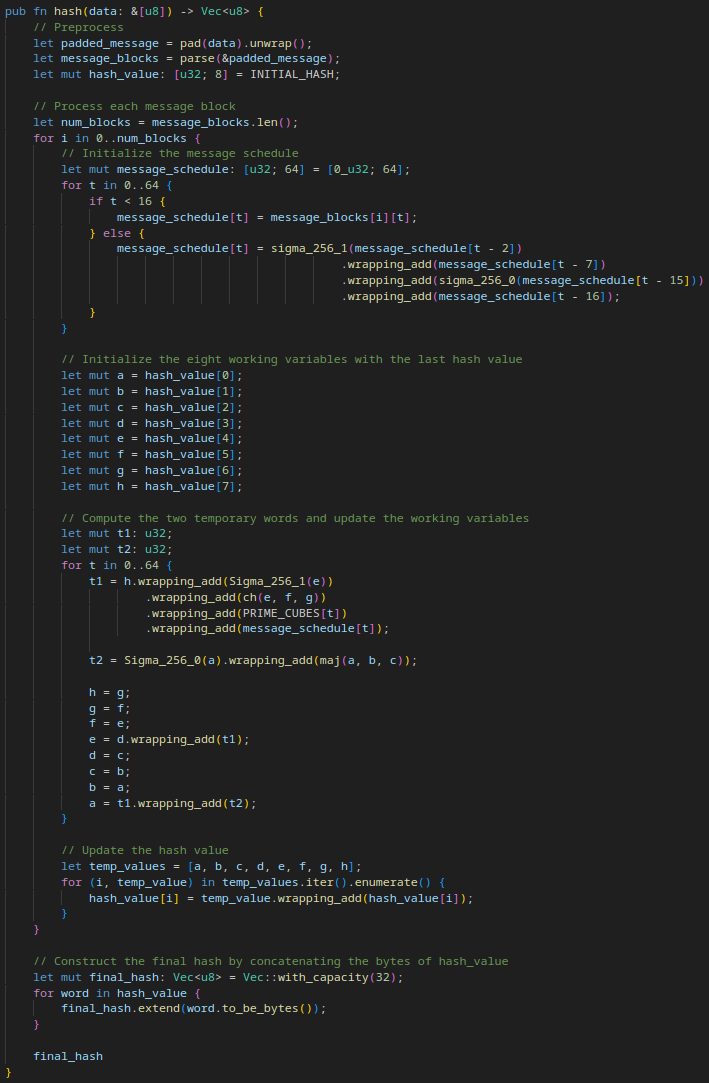 pub fn hash(data: &[u8]) -> Vec<u8> {
    // Preprocess
    let padded_message = pad(data).unwrap();
    let message_blocks = parse(&padded_message);
    let mut hash_value: [u32; 8] = INITIAL_HASH;

    // Process each message block
    let num_blocks = message_blocks.len();
    for i in 0..num_blocks {
        // Initialize the message schedule
        let mut message_schedule: [u32; 64] = [0_u32; 64];
        for t in 0..64 {
            if t < 16 {
                message_schedule[t] = message_blocks[i][t];
            } else {
                message_schedule[t] = sigma_256_1(message_schedule[t - 2])
                                                .wrapping_add(message_schedule[t - 7])
                                                .wrapping_add(sigma_256_0(message_schedule[t - 15]))
                                                .wrapping_add(message_schedule[t - 16]);
            }
        }

        // Initialize the eight working variables with the last hash value
        let mut a = hash_value[0];
        let mut b = hash_value[1];
        let mut c = hash_value[2];
        let mut d = hash_value[3];
        let mut e = hash_value[4];
        let mut f = hash_value[5];
        let mut g = hash_value[6];
        let mut h = hash_value[7];

        // Compute the two temporary words and update the working variables
        let mut t1: u32;
        let mut t2: u32;
        for t in 0..64 {
            t1 = h.wrapping_add(Sigma_256_1(e))
                    .wrapping_add(ch(e, f, g))
                    .wrapping_add(PRIME_CUBES[t])
                    .wrapping_add(message_schedule[t]);

            t2 = Sigma_256_0(a).wrapping_add(maj(a, b, c));

            h = g;
            g = f;
            f = e;
            e = d.wrapping_add(t1);
            d = c;
            c = b;
            b = a;
            a = t1.wrapping_add(t2);
        }

        // Update the hash value
        let temp_values = [a, b, c, d, e, f, g, h];
        for (i, temp_value) in temp_values.iter().enumerate() {
            hash_value[i] = temp_value.wrapping_add(hash_value[i]);
        }
    }

    // Construct the final hash by concatenating the bytes of hash_value
    let mut final_hash: Vec<u8> = Vec::with_capacity(32);
    for word in hash_value {
        final_hash.extend(word.to_be_bytes());
    }

    final_hash
}